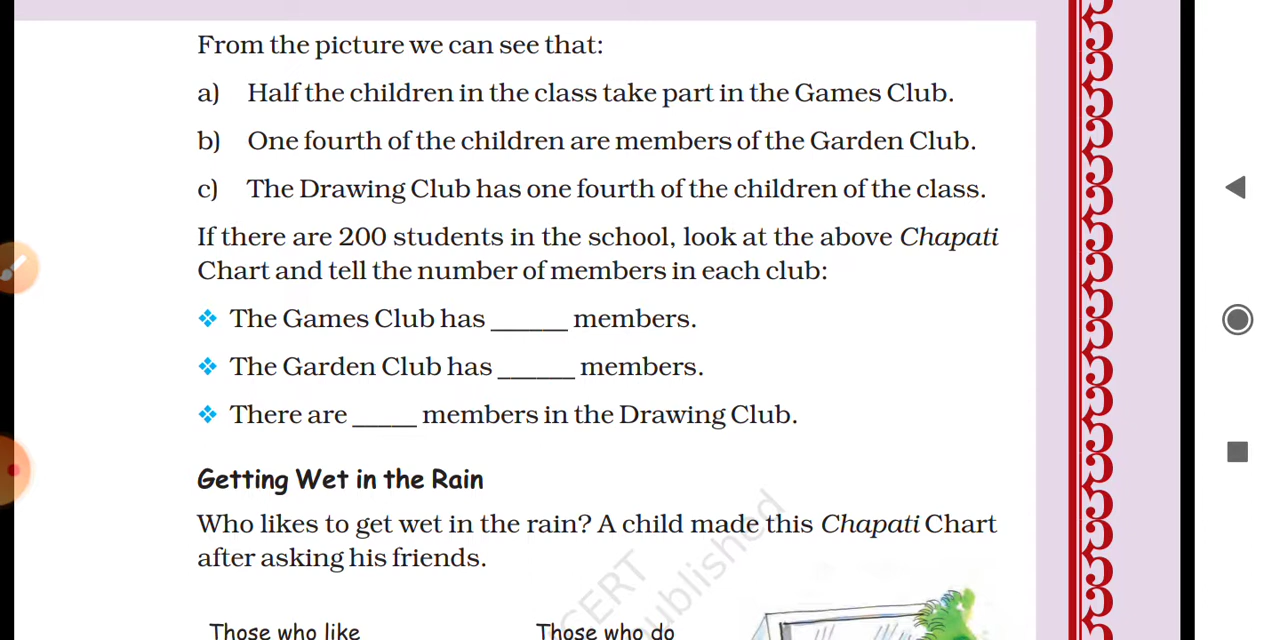 From the picture we can see that:
a) Half the children in the class take part in the Games Club.
b) One fourth of the children are members of the Garden Club.
c) The Drawing Club has one fourth of the children of the class.
If there are 200 students in the school, look at the above Chapati
Chart and tell the number of members in each club:
❖ The Games Club has ______ members.
❖ The Garden Club has ______ members.
❖ There are _____ members in the Drawing Club.
Getting Wet in the Rain
Who likes to get wet in the rain? A child made this Chapati Chart
after asking his friends.
Those who like
Those who do